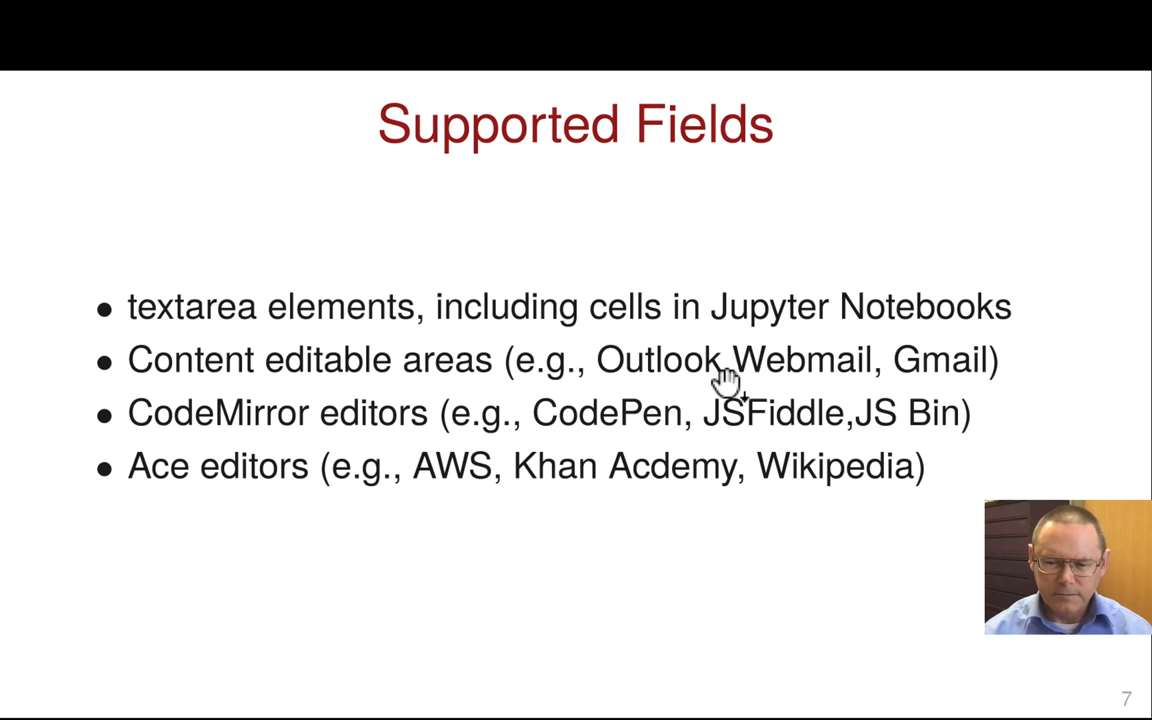 Supported Fields
• textarea elements, including cells in Jupyter Notebooks
• Content editable areas (e.g., Outlook Webmail, Gmail)
• CodeMirror editors (e.g., CodePen, JSFiddle,JS Bin)
• Ace editors (e.g., AWS, Khan Acdemy, Wikipedia)
7